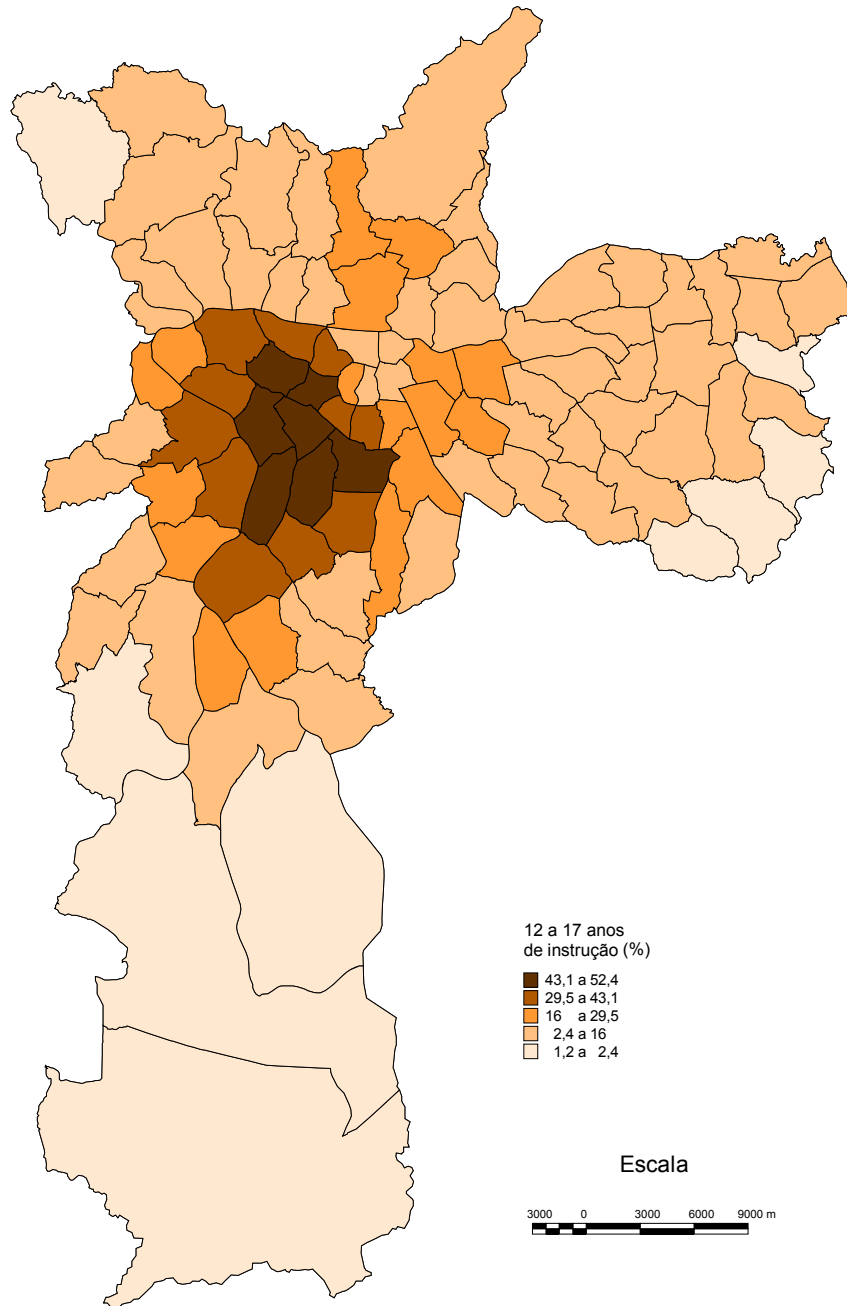 12 a 17 anos
de instrução (%)
43,1 a 52,4
29,5 a 43,1
16 a 29,5
2,4 a 16
1,2 a 2,4
Escala
3000 0 3000 6000 9000 m